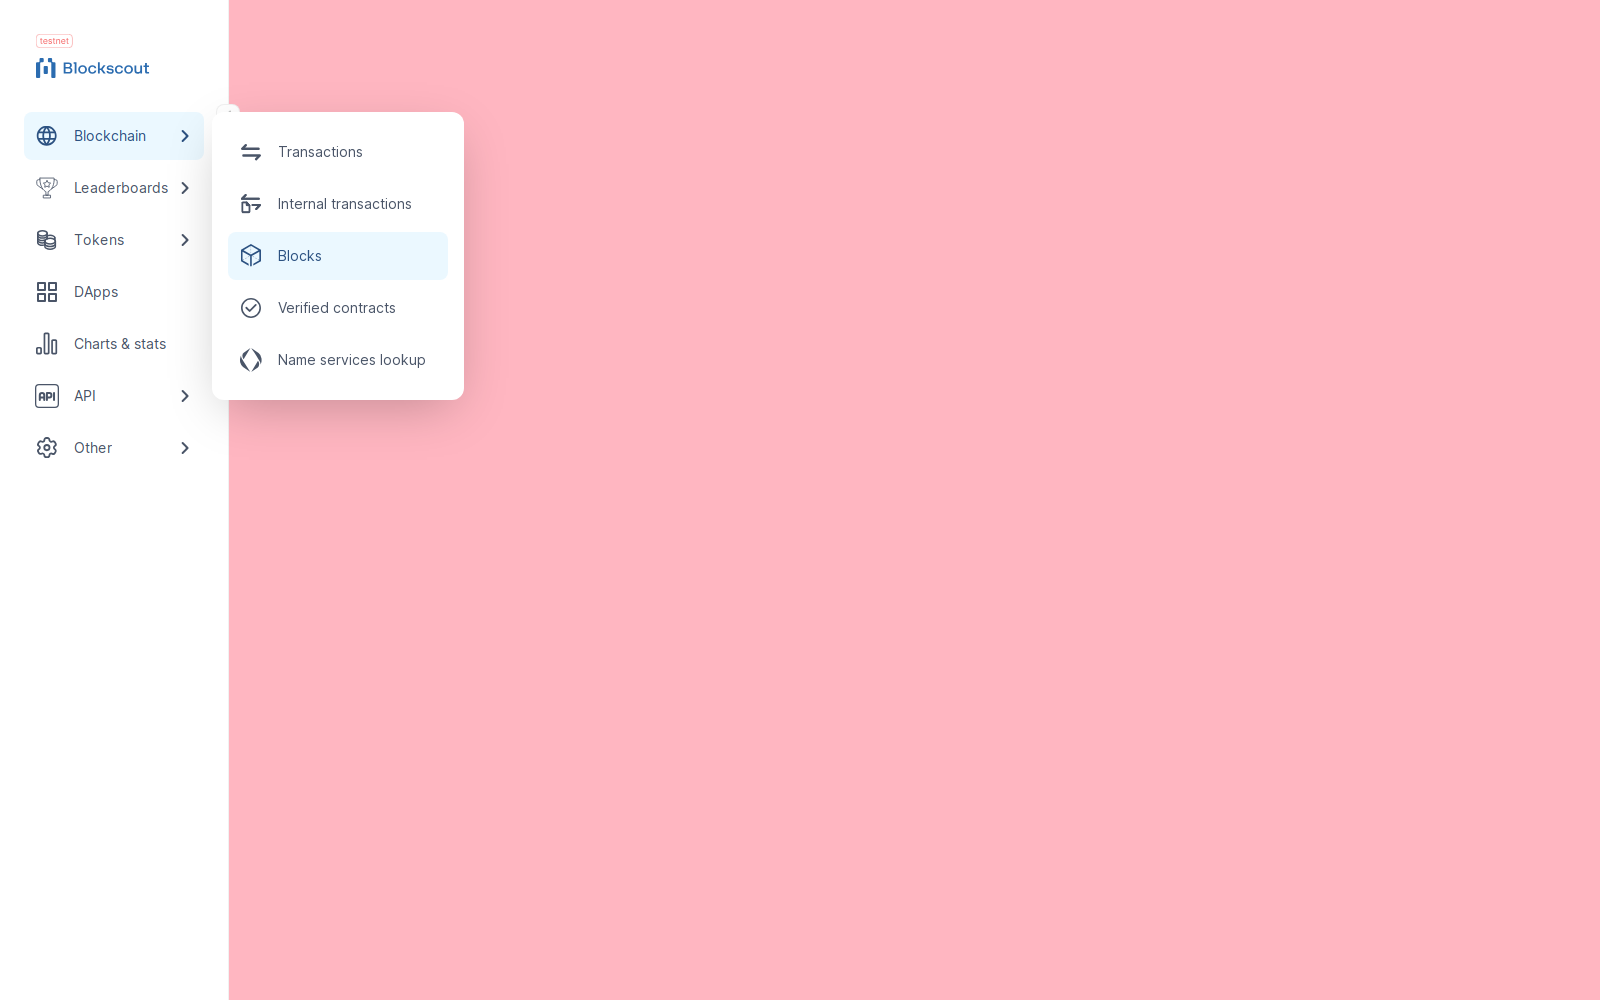 testnet
Blockscout
Blockchain
Leaderboards
Tokens
DApps
Charts & stats
API
API
Other
Transactions
Internal transactions
Blocks
Verified contracts
Name services lookup